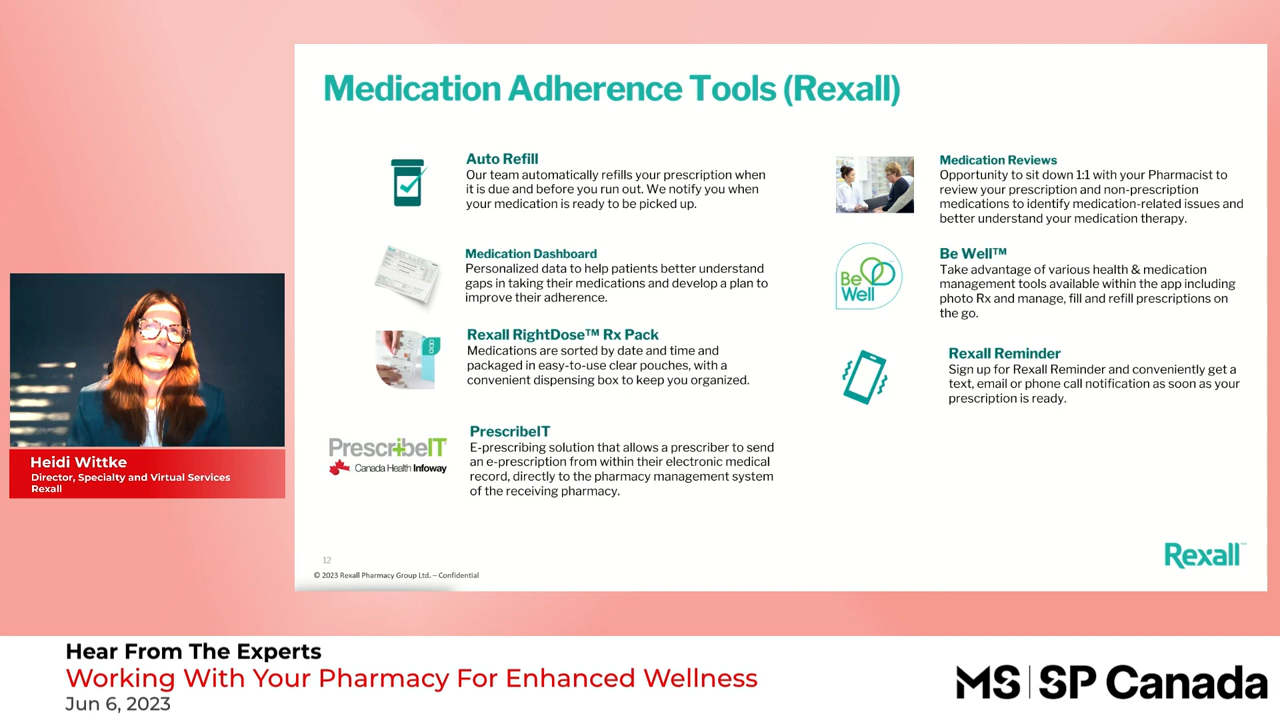 Medication Adherence Tools (Rexall)
Auto Refill
Our team automatically refills your prescription when
it is due and before you run out. We notify you when
your medication is ready to be picked up.
Medication Dashboard
Personalized data to help patients better understand
gaps in taking their medications and develop a plan to
improve their adherence.
Rexall RightDose™ Rx Pack
Medications are sorted by date and time and
packaged in easy-to-use clear pouches, with a
convenient dispensing box to keep you organized.
PrescribeIT
Canada Health Infoway
PrescribeIT
E-prescribing solution that allows a prescriber to send
an e-prescription from within their electronic medical
record, directly to the pharmacy management system
of the receiving pharmacy.
Medication Reviews
Opportunity to sit down 1:1 with your Pharmacist to
review your prescription and non-prescription
medications to identify medication-related issues and
better understand your medication therapy.
Be
Well
Be Well™
Take advantage of various health & medication
management tools available within the app including
photo Rx and manage, fill and refill prescriptions on
the go.
Rexall Reminder
Sign up for Rexall Reminder and conveniently get a
text, email or phone call notification as soon as your
prescription is ready.
12
© 2023 Rexall Pharmacy Group Ltd. – Confidential
Rexall™
Heidi Wittke
Director, Specialty and Virtual Services
Rexall
Hear From The Experts
Working With Your Pharmacy For Enhanced Wellness
Jun 6, 2023
MS | SP Canada